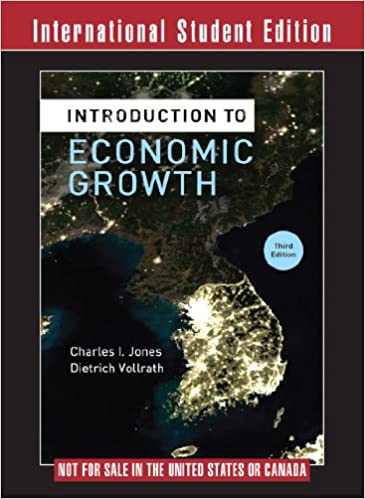 International Student Edition
INTRODUCTION TO
ECONOMIC
GROWTH
Third
Edition
Charles I. Jones
Dietrich Vollrath
NOT FOR SALE IN THE UNITED STATES OR CANADA